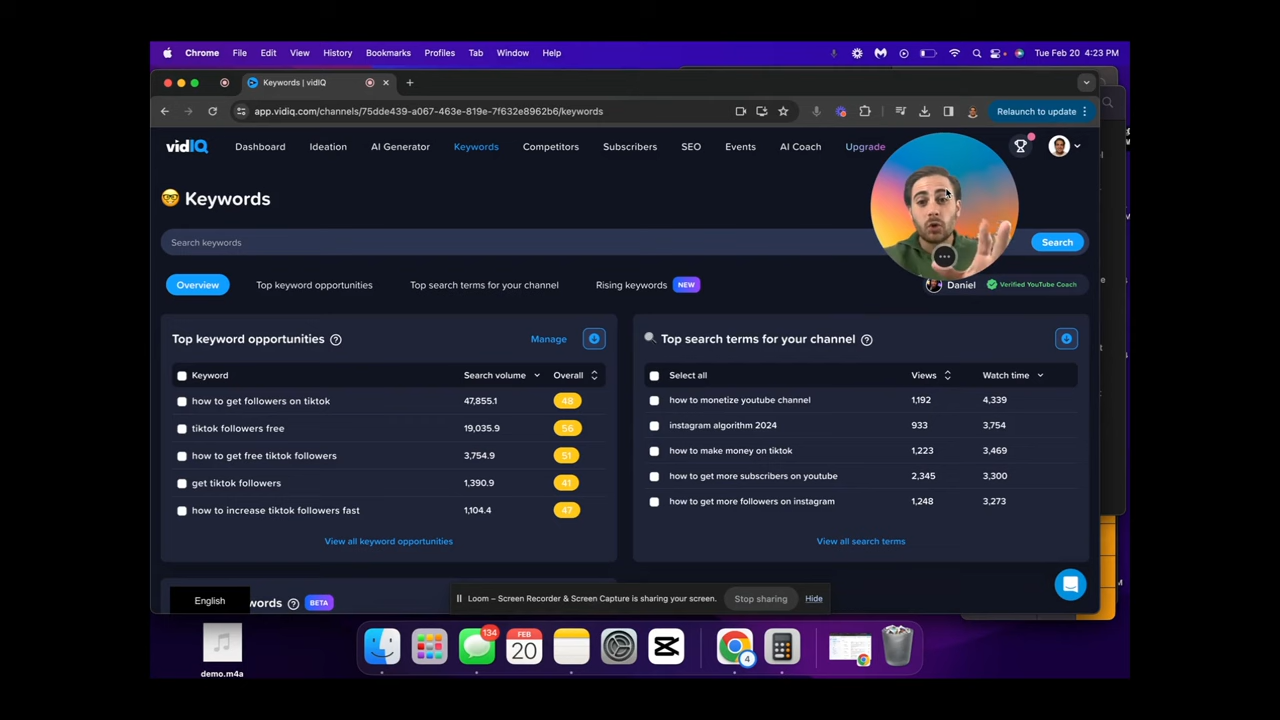 Chrome File Edit View History Bookmarks Profiles Tab Window Help Tue Feb 20 4:23 PM
Keywords | vidIQ
app.vidiq.com/channels/75dde439-a067-463e-819e-7f632e8962b6/keywords Relaunch to update
vidIQ Dashboard Ideation AI Generator Keywords Competitors Subscribers SEO Events AI Coach Upgrade
Keywords
Search keywords Search
Overview Top keyword opportunities Top search terms for your channel Rising keywords NEW Daniel Verified YouTube Coach
Top keyword opportunities ? Manage
Keyword Search volume Overall
how to get followers on tiktok 47,855.1 48
tiktok followers free 19,035.9 56
how to get free tiktok followers 3,754.9 51
get tiktok followers 1,390.9 41
how to increase tiktok followers fast 1,104.4 47
View all keyword opportunities
Top search terms for your channel ?
Select all Views Watch time
how to monetize youtube channel 1,192 4,339
instagram algorithm 2024 933 3,754
how to make money on tiktok 1,223 3,469
how to get more subscribers on youtube 2,345 3,300
how to get more followers on instagram 1,248 3,273
View all search terms
English
words ? BETA
Loom – Screen Recorder & Screen Capture is sharing your screen. Stop sharing Hide
134
FEB
20
4
demo.m4a